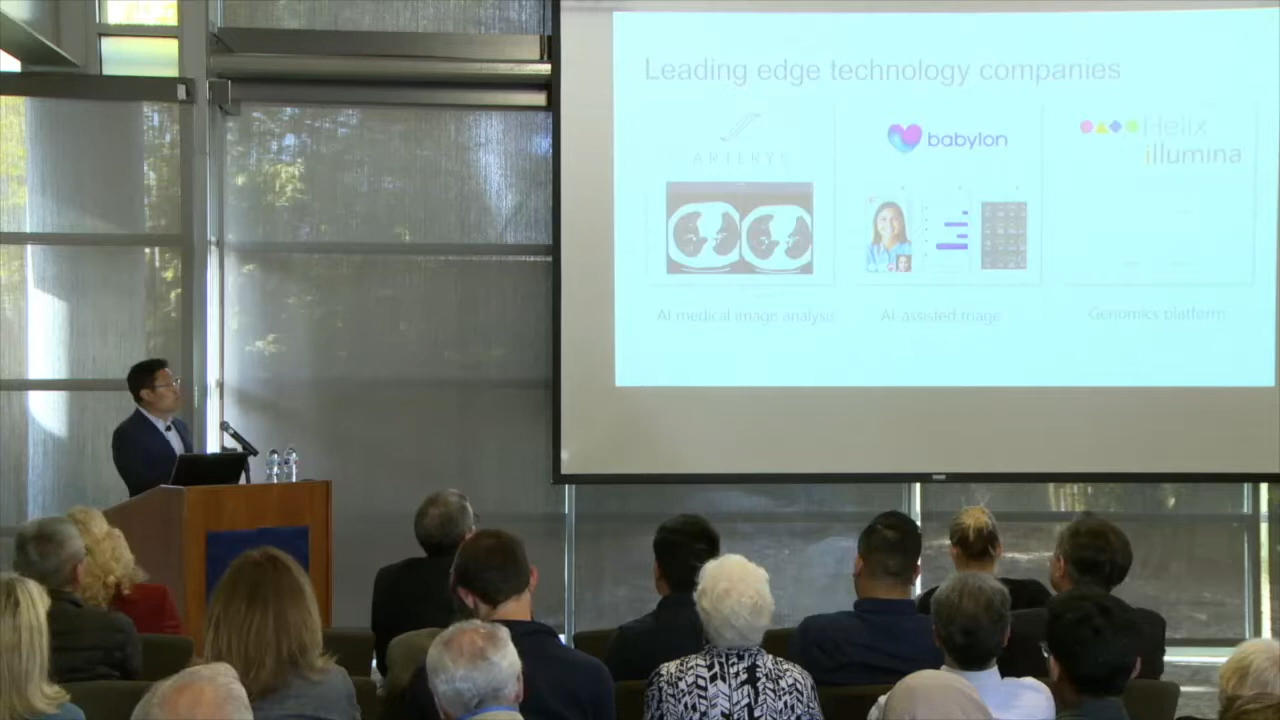 Leading edge technology companies
ARTERYS
babylon
Helix
illumina
AI medical image analysis
AI-assisted triage
Genomics platform